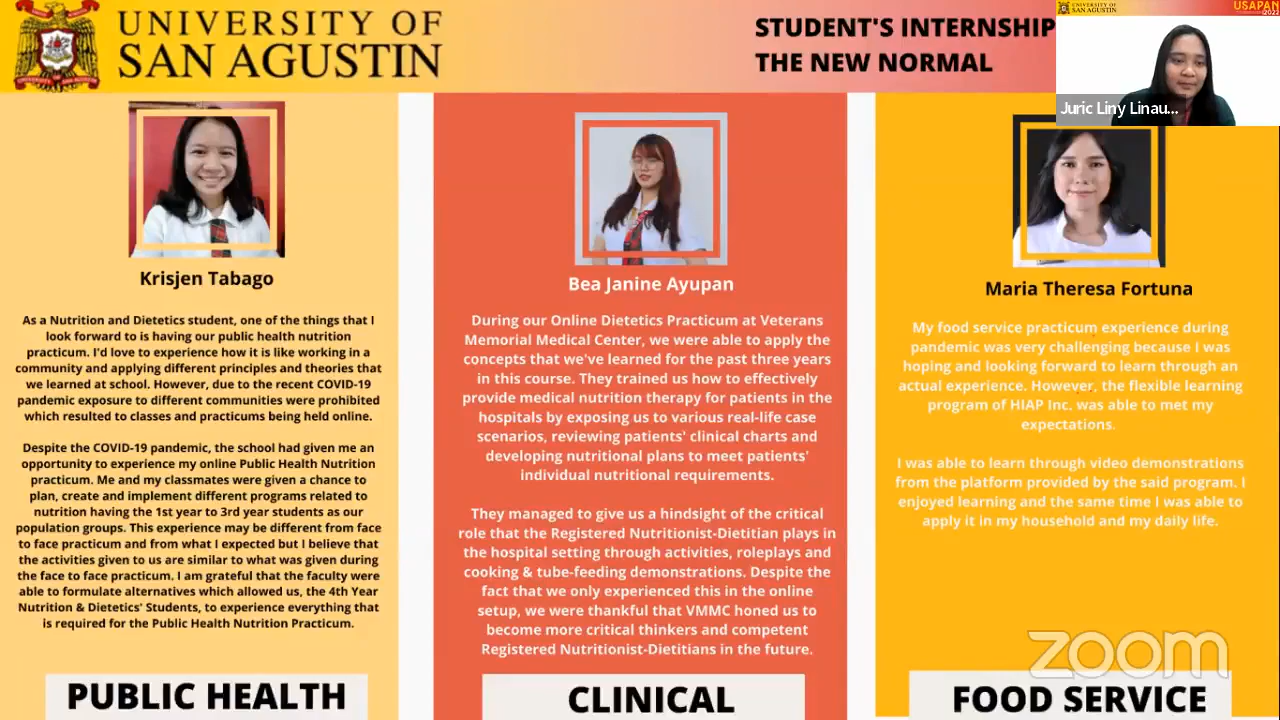 UNIVERSITY OF
SAN AGUSTIN
STUDENT'S INTERNSHIP
THE NEW NORMAL
UNIVERSITY OF
SAN AGUSTIN
USAPAN
2022
Juric Liny Linau...
Krisjen Tabago
As a Nutrition and Dietetics student, one of the things that I
look forward to is having our public health nutrition
practicum. I'd love to experience how it is like working in a
community and applying different principles and theories that
we learned at school. However, due to the recent COVID-19
pandemic exposure to different communities were prohibited
which resulted to classes and practicums being held online.
Despite the COVID-19 pandemic, the school had given me an
opportunity to experience my online Public Health Nutrition
practicum. Me and my classmates were given a chance to
plan, create and implement different programs related to
nutrition having the 1st year to 3rd year students as our
population groups. This experience may be different from face
to face practicum and from what I expected but I believe that
the activities given to us are similar to what was given during
the face to face practicum. I am grateful that the faculty were
able to formulate alternatives which allowed us, the 4th Year
Nutrition & Dietetics' Students, to experience everything that
is required for the Public Health Nutrition Practicum.
PUBLIC HEALTH
Bea Janine Ayupan
During our Online Dietetics Practicum at Veterans
Memorial Medical Center, we were able to apply the
concepts that we've learned for the past three years
in this course. They trained us how to effectively
provide medical nutrition therapy for patients in the
hospitals by exposing us to various real-life case
scenarios, reviewing patients' clinical charts and
developing nutritional plans to meet patients'
individual nutritional requirements.
They managed to give us a hindsight of the critical
role that the Registered Nutritionist-Dietitian plays in
the hospital setting through activities, roleplays and
cooking & tube-feeding demonstrations. Despite the
fact that we only experienced this in the online
setup, we were thankful that VMMC honed us to
become more critical thinkers and competent
Registered Nutritionist-Dietitians in the future.
CLINICAL
Maria Theresa Fortuna
My food service practicum experience during
pandemic was very challenging because I was
hoping and looking forward to learn through an
actual experience. However, the flexible learning
program of HIAP Inc. was able to met my
expectations.
I was able to learn through video demonstrations
from the platform provided by the said program. I
enjoyed learning and the same time I was able to
apply it in my household and my daily life.
zoom
FOOD SERVICE